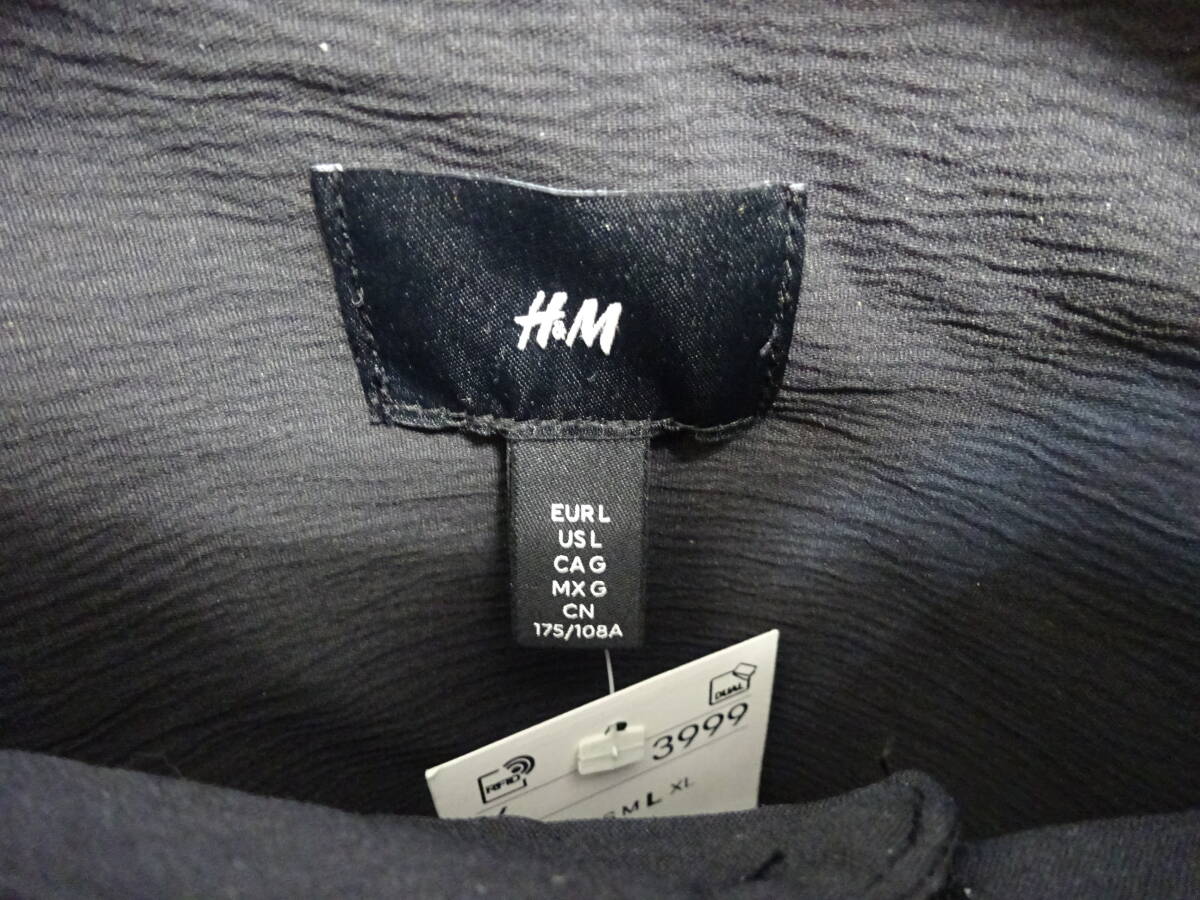 H&M
EUR L
US L
CA G
MX G
CN
175/108A
DUAL
3999
RFID
S M L XL